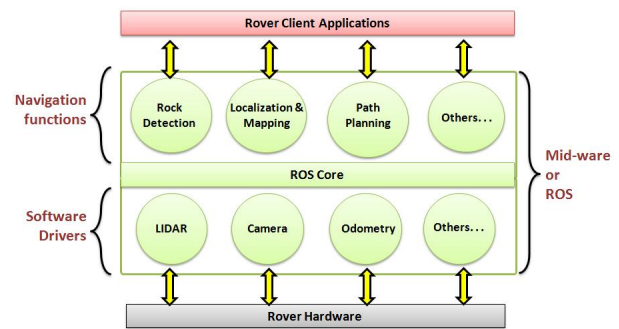 Rover Client Applications
Navigation
functions
Rock
Detection
Localization &
Mapping
Path
Planning
Others...
ROS Core
Mid-ware
or
ROS
Software
Drivers
LIDAR
Camera
Odometry
Others...
Rover Hardware